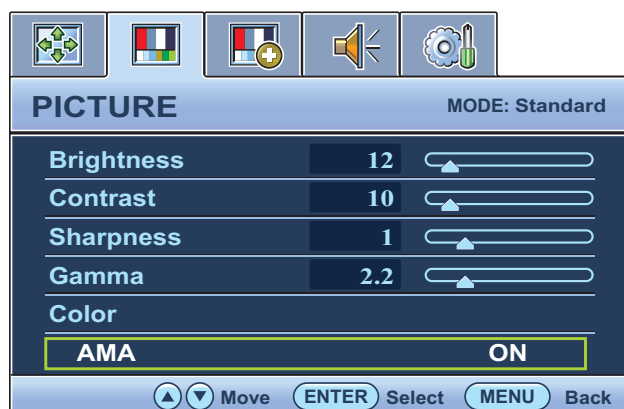 PICTURE MODE: Standard
Brightness 12
Contrast 10
Sharpness 1
Gamma 2.2
Color
AMA ON
Move ENTER Select MENU Back